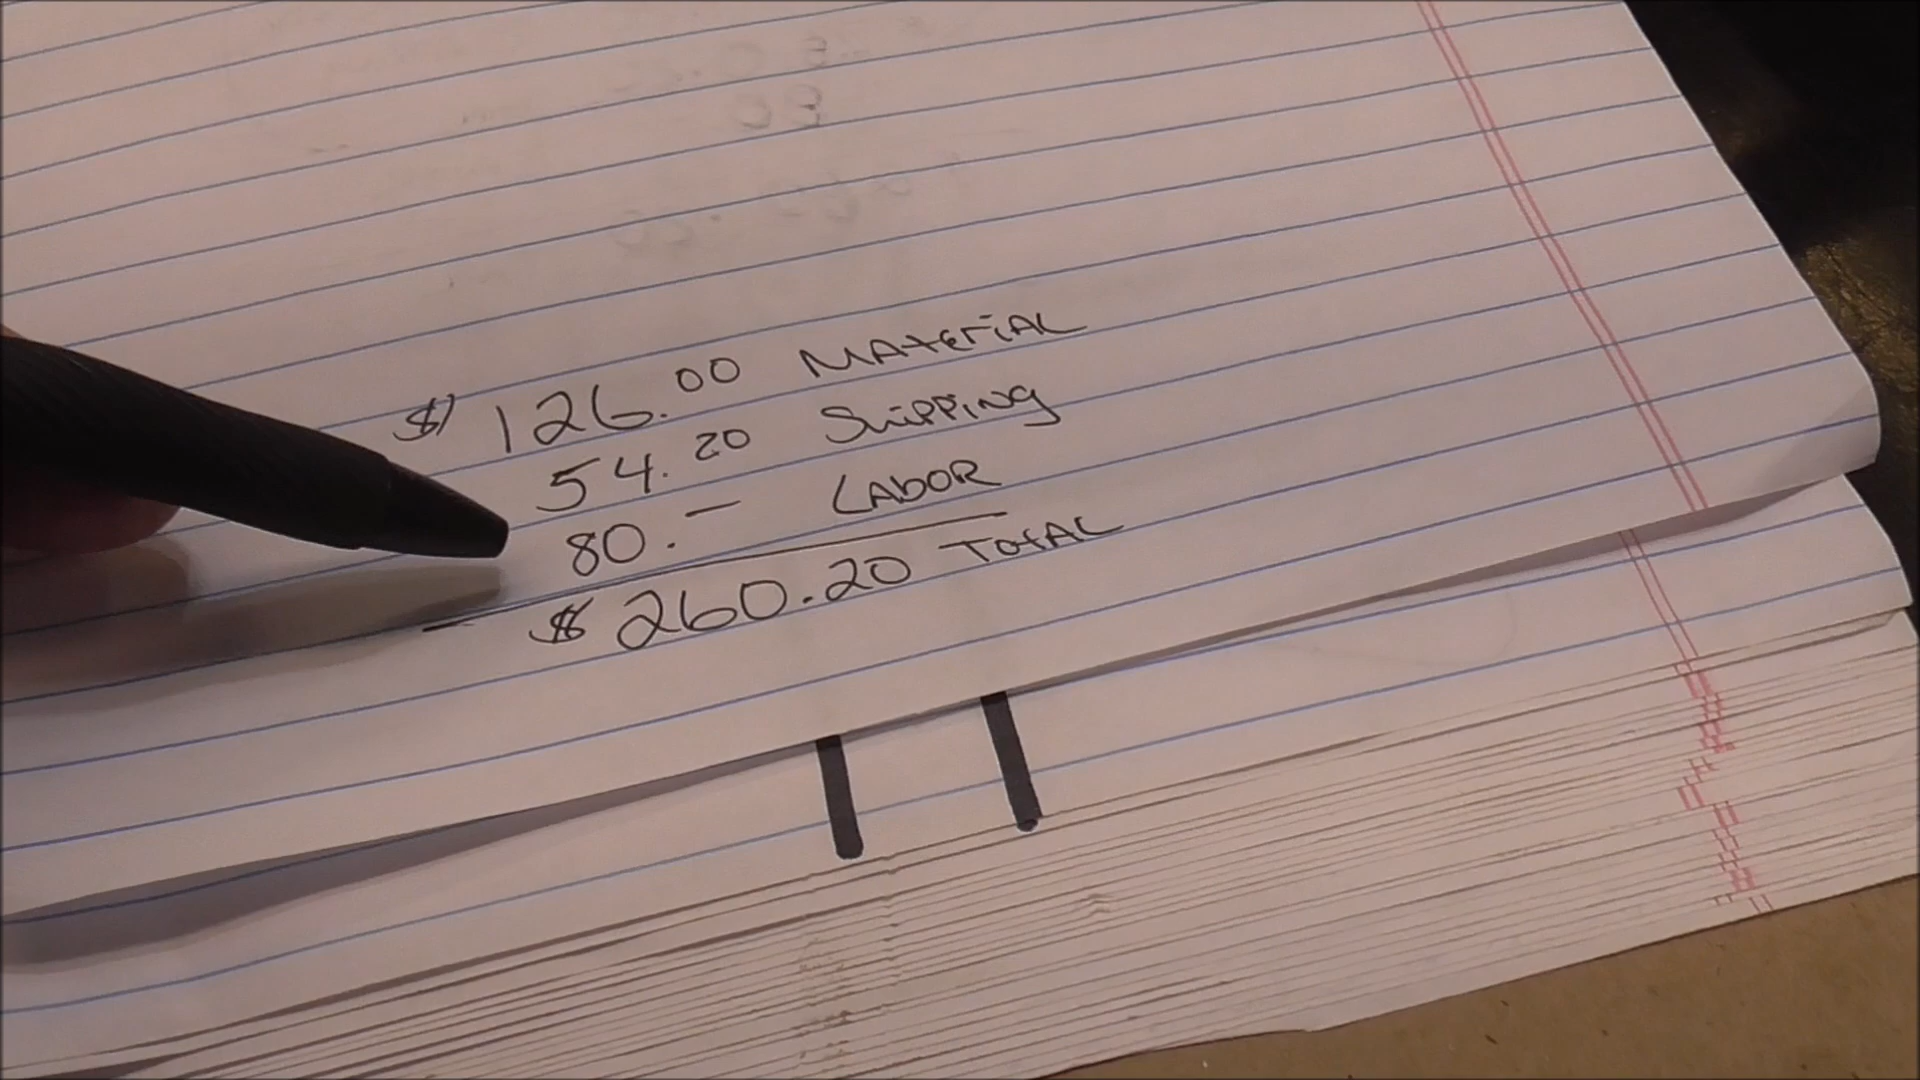 $ 126.00 Material
54.20 Shipping
80.— Labor
$ 260.20 Total